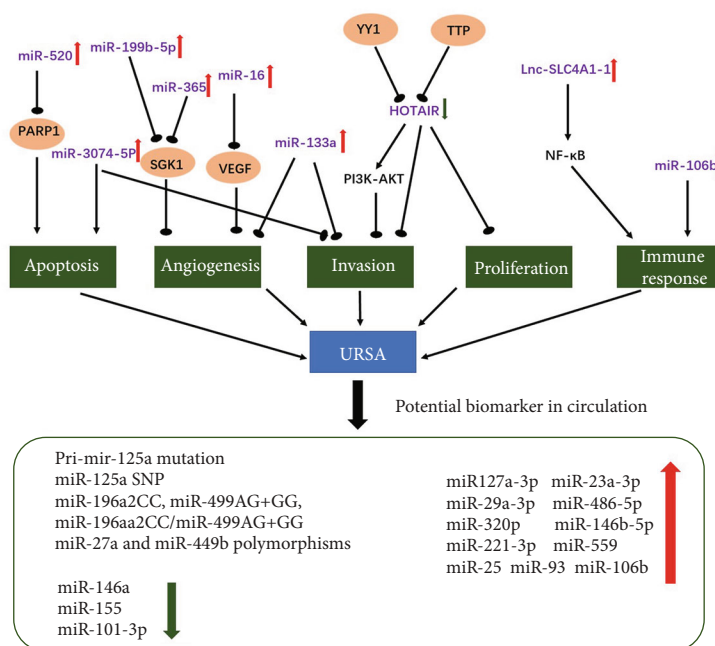 YY1
TTP
miR-199b-5p
miR-520
miR-365
miR-16
Lnc-SLC4A1-1
HOTAIR
PARP1
miR-3074-5P
SGK1
VEGF
miR-133a
PI3K-AKT
NF-κB
miR-106b
Apoptosis
Angiogenesis
Invasion
Proliferation
Immune
response
URSA
Potential biomarker in circulation
Pri-mir-125a mutation
miR-125a SNP
miR-196a2CC, miR-499AG+GG,
miR-196aa2CC/miR-499AG+GG
miR-27a and miR-449b polymorphisms
miR-146a
miR-155
miR-101-3p
miR127a-3p miR-23a-3p
miR-29a-3p miR-486-5p
miR-320p miR-146b-5p
miR-221-3p miR-559
miR-25 miR-93 miR-106b